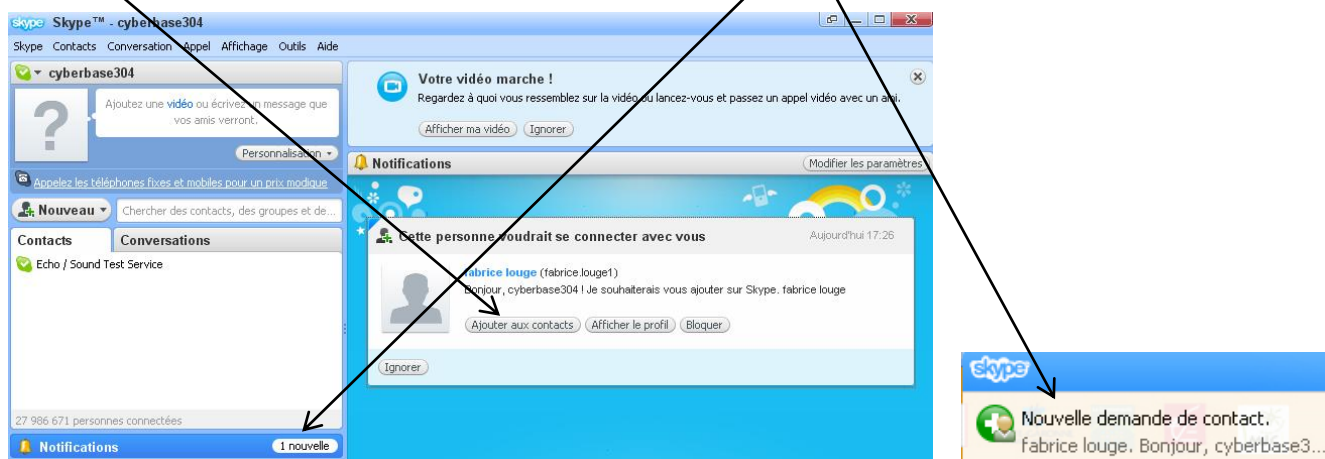 skype Skype™ - cyberbase304
Skype Contacts Conversation Appel Affichage Outils Aide
cyberbase304
Ajoutez une vidéo ou écrivez un message que
vos amis verront.
Personnalisation
Appelez les téléphones fixes et mobiles pour un prix modique
Nouveau
Chercher des contacts, des groupes et de...
Contacts Conversations
Echo / Sound Test Service
27 986 671 personnes connectées
Notifications 1 nouvelle
Votre vidéo marche !
Regardez à quoi vous ressemblez sur la vidéo ou lancez-vous et passez un appel vidéo avec un ami.
Afficher ma vidéo Ignorer
Notifications Modifier les paramètres
Cette personne voudrait se connecter avec vous Aujourd'hui 17:26
fabrice louge (fabrice.louge1)
Bonjour, cyberbase304 ! Je souhaiterais vous ajouter sur Skype. fabrice louge
Ajouter aux contacts Afficher le profil Bloquer
Ignorer
skype
Nouvelle demande de contact.
fabrice louge. Bonjour, cyberbase3...